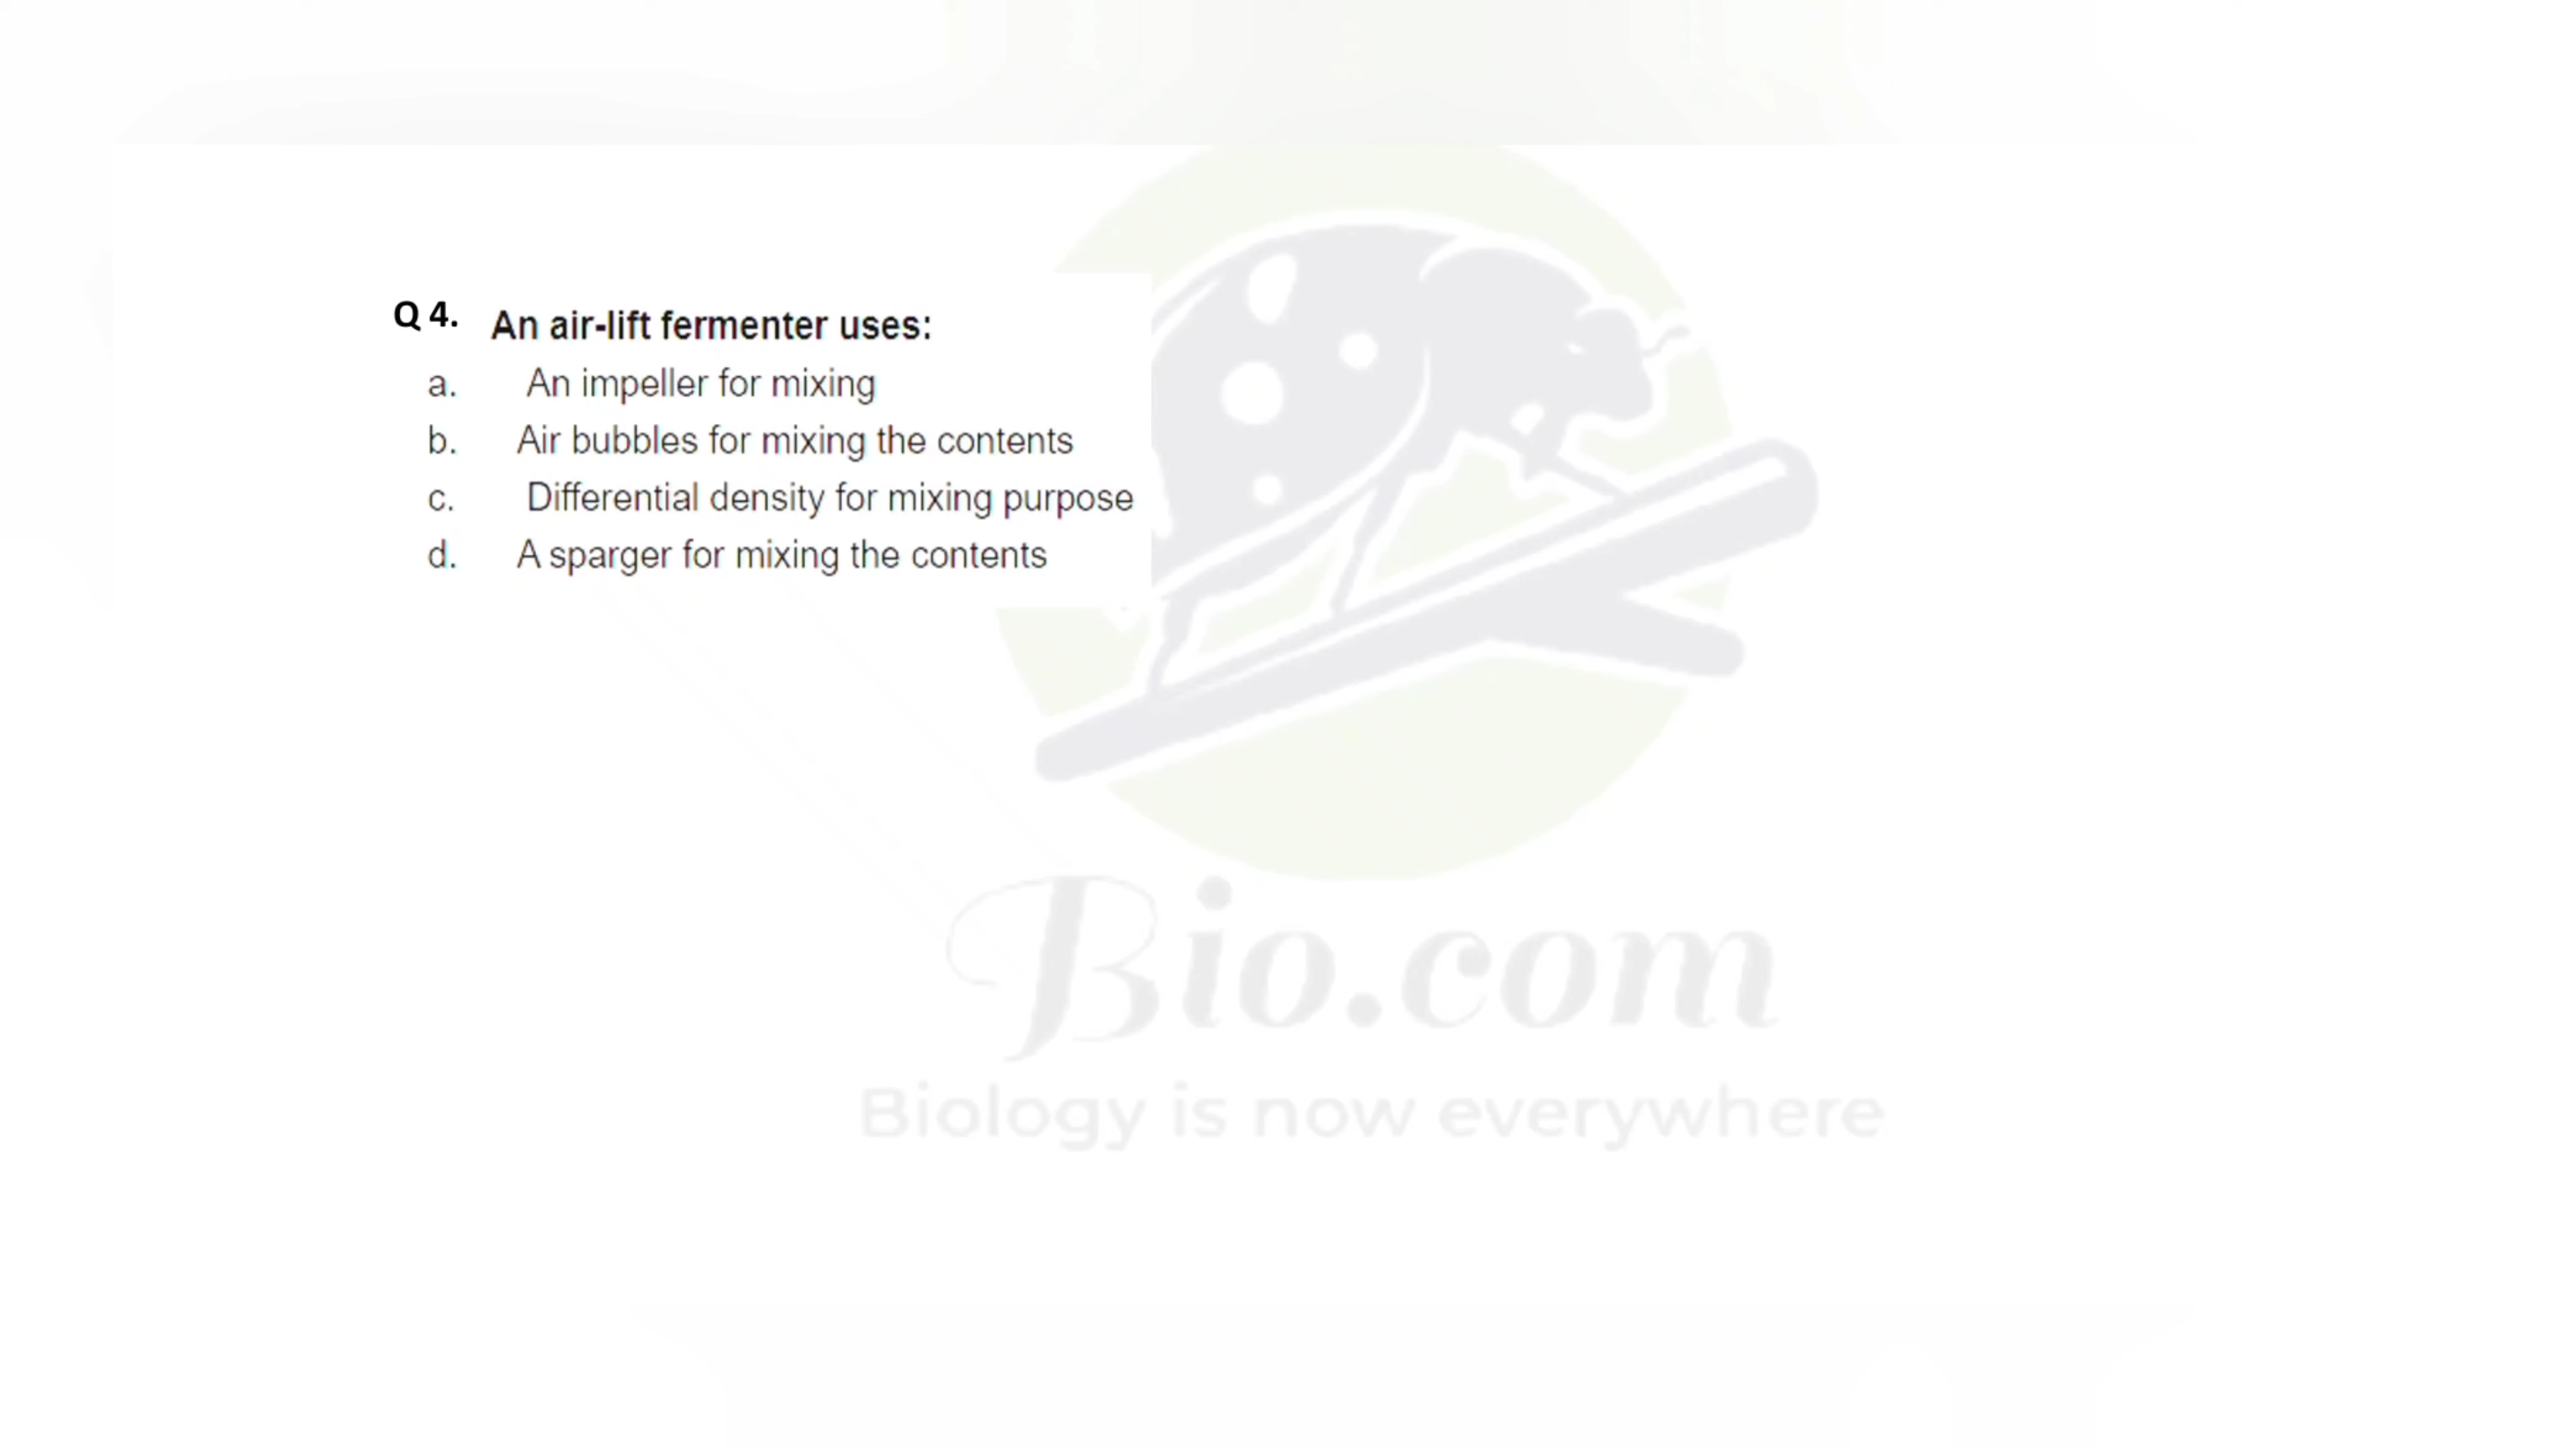 Q 4. An air-lift fermenter uses:
a. An impeller for mixing
b. Air bubbles for mixing the contents
c. Differential density for mixing purpose
d. A sparger for mixing the contents
Bio.com
Biology is now everywhere